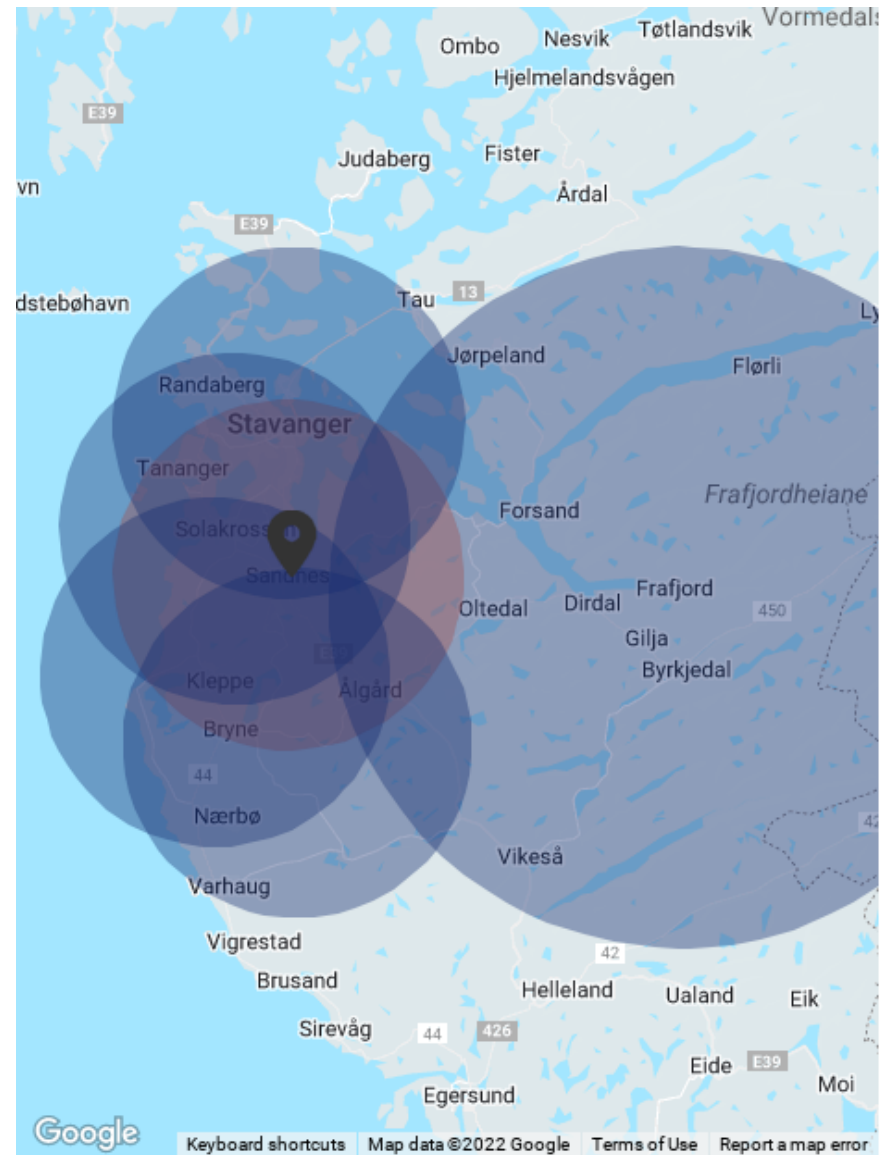 Vormedals
Tøtlandsvik
Nesvik
Ombo
Hjelmelandsvågen
E39
Fister
Judaberg
vn
Årdal
E39
13
Tau
dstebøhavn
Ly
Jørpeland
Flørli
Randaberg
Stavanger
Tananger
Frafjordheiane
Forsand
Sandnes
Frafjord
Dirdal
Oltedal
450
Gilja
Byrkjedal
Kleppe
Ålgård
Bryne
44
Nærbø
42
Vikeså
Varhaug
Vigrestad
42
Brusand
Helleland
Ualand
Eik
Sirevåg
44
426
Eide
E39
Moi
Egersund
Google
Keyboard shortcuts
Map data ©2022 Google
Terms of Use
Report a map error